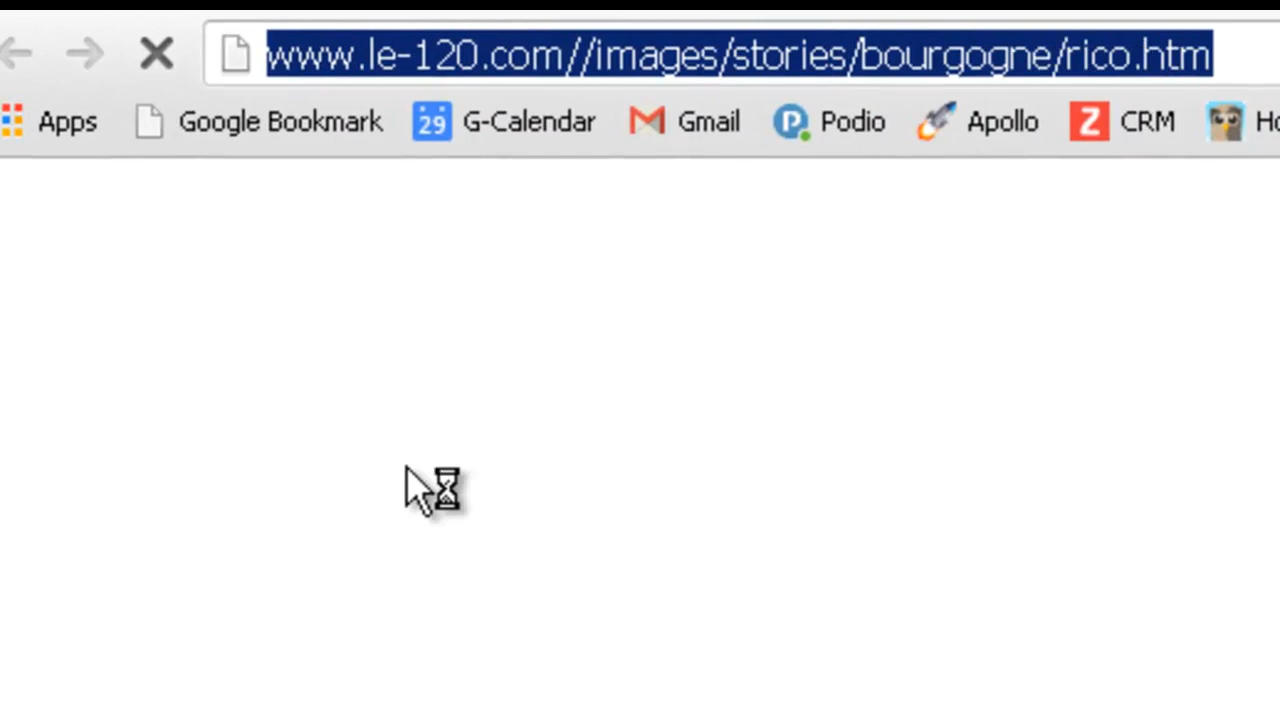 www.le-120.com//images/stories/bourgogne/rico.htm
Apps Google Bookmark 29 G-Calendar Gmail P Podio Apollo Z CRM